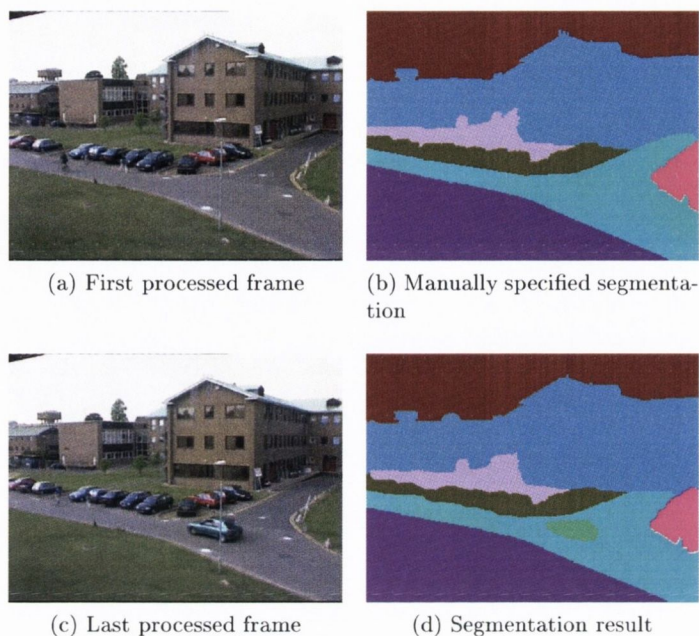 (a) First processed frame
(b) Manually specified segmenta-
tion
(c) Last processed frame
(d) Segmentation result